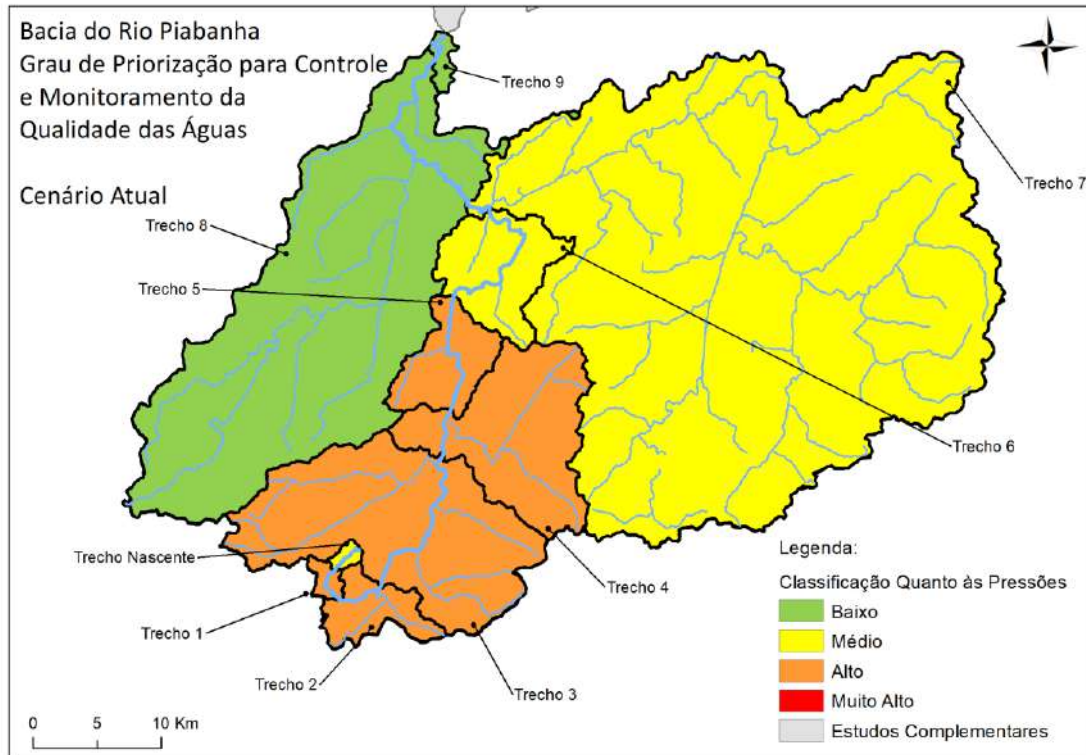 Bacia do Rio Piabanha
Grau de Priorização para Controle
e Monitoramento da
Qualidade das Águas
Cenário Atual
Trecho 9
Trecho 7
Trecho 8
Trecho 5
Trecho 6
Trecho Nascente
Trecho 4
Trecho 1
Trecho 2
Trecho 3
Legenda:
Classificação Quanto às Pressões
Baixo
Médio
Alto
Muito Alto
Estudos Complementares
0 5 10 Km